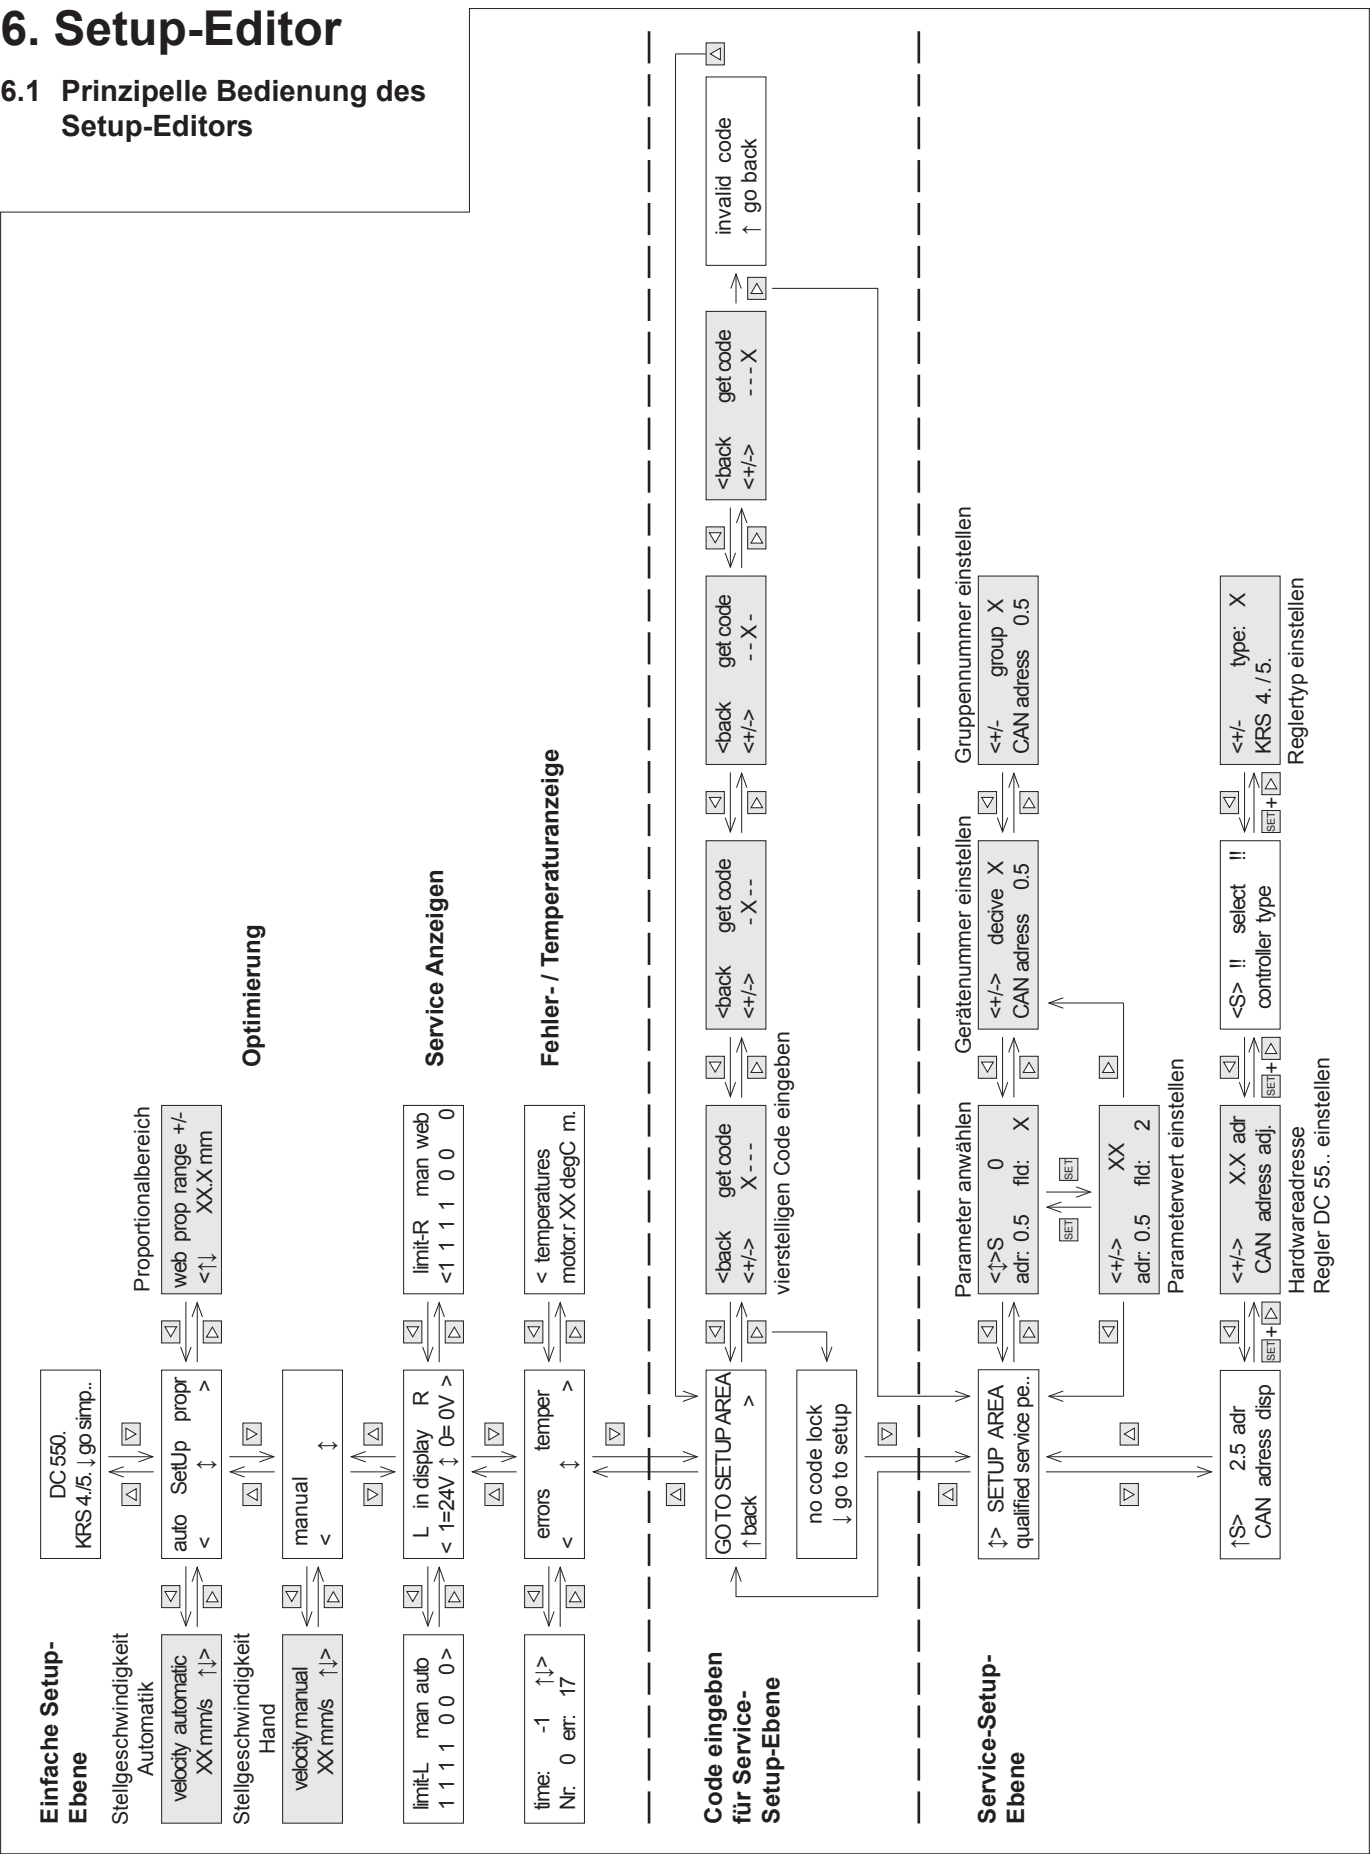 6. Setup-Editor
6.1 Prinzipelle Bedienung des
Setup-Editors
Einfache Setup-
Ebene
DC 550.
KRS 4./5. ↓ go simp..
Stellgeschwindigkeit
Automatik
velocity automatic
XX mm/s ↑↓>
auto SetUp propr
< ↕ >
Proportionalbereich
web prop range +/-
<↑↓ XX.X mm
Optimierung
Stellgeschwindigkeit
Hand
velocity manual
XX mm/s ↑↓>
manual
< ↕
limit-L man auto
1 1 1 1 0 0 0>
L in display R
< 1=24V ↕ 0= 0V >
limit-R man web
<1 1 1 1 0 0 0
Service Anzeigen
time: -1 ↑↓>
Nr. 0 err: 17
errors temper
< ↕ >
< temperatures
motor.r XX degC m.
Fehler- / Temperaturanzeige
Code eingeben
für Service-
Setup-Ebene
GO TO SETUP AREA
↑ back >
<back get code
<+/-> X - - -
<back get code
<+/-> - X - -
<back get code
<+/-> - - X -
<back get code
<+/-> - - - X
invalid code
↑ go back
vierstelligen Code eingeben
no code lock
↓ go to setup
Service-Setup-
Ebene
↕> SETUP AREA
qualified service pe..
Parameter anwählen
<↕>S 0
adr: 0.5 fld: X
Gerätenummer einstellen
<+/-> decive X
CAN adress 0.5
Gruppennummer einstellen
<+/- group X
CAN adress 0.5
SET
SET
<+/-> XX
adr: 0.5 fld: 2
Parameterwert einstellen
↑S> 2.5 adr
CAN adress disp
SET +
<+/-> X.X adr
CAN adress adj.
Hardwareadresse
Regler DC 55.. einstellen
SET +
<S> !! select !!
controller type
SET +
<+/- type: X
KRS 4. / 5.
Reglertyp einstellen